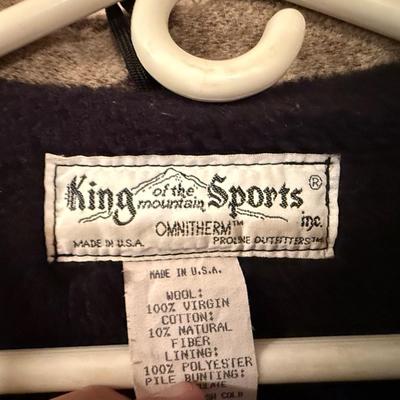 King of the mountain Sports ® inc.
OMNITHERM™
MADE IN U.S.A. PROLINE OUTFITTERS™
MADE IN U.S.A.
WOOL:
100% VIRGIN
COTTON:
10% NATURAL
FIBER
LINING:
100% POLYESTER
PILE BUNTING:
COLD